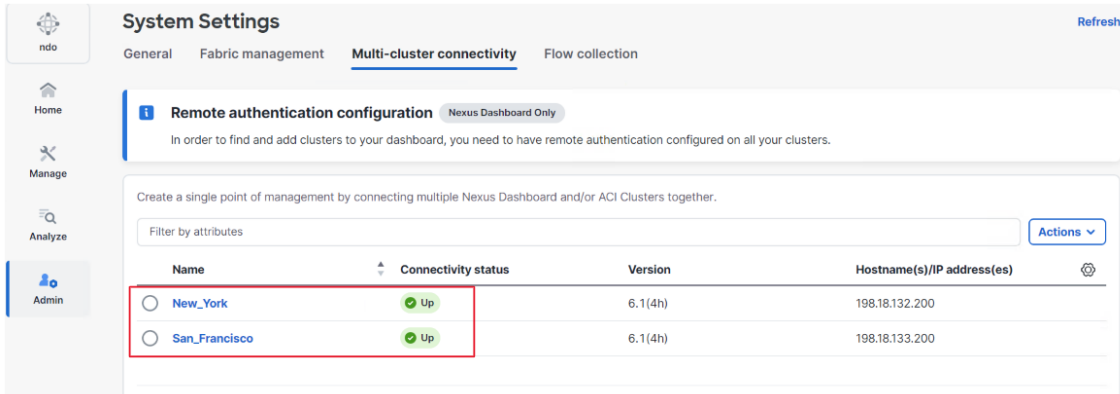 System Settings
Refresh
ndo
General Fabric management Multi-cluster connectivity Flow collection
Home
Remote authentication configuration Nexus Dashboard Only
In order to find and add clusters to your dashboard, you need to have remote authentication configured on all your clusters.
Manage
Create a single point of management by connecting multiple Nexus Dashboard and/or ACI Clusters together.
Analyze
Filter by attributes
Actions
Name Connectivity status Version Hostname(s)/IP address(es)
Admin
New_York Up 6.1(4h) 198.18.132.200
San_Francisco Up 6.1(4h) 198.18.133.200